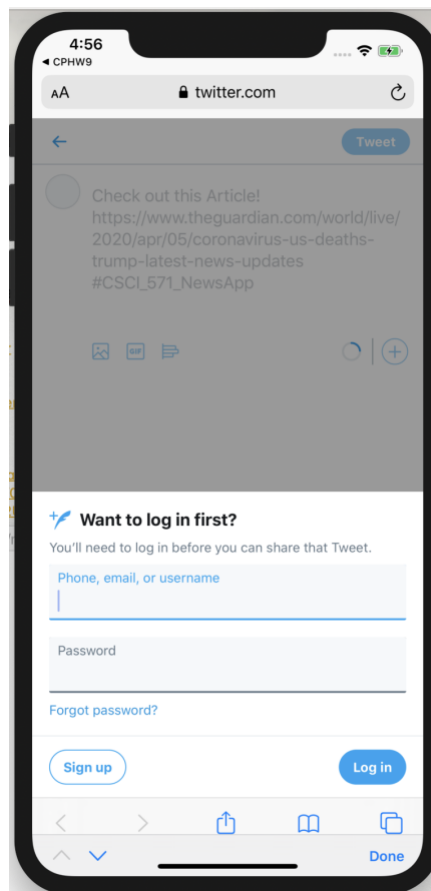 4:56
◀ CPHW9
AA
twitter.com
Tweet
Check out this Article!
https://www.theguardian.com/world/live/
2020/apr/05/coronavirus-us-deaths-
trump-latest-news-updates
#CSCI_571_NewsApp
GIF
Want to log in first?
You'll need to log in before you can share that Tweet.
Phone, email, or username
Password
Forgot password?
Sign up
Log in
Done